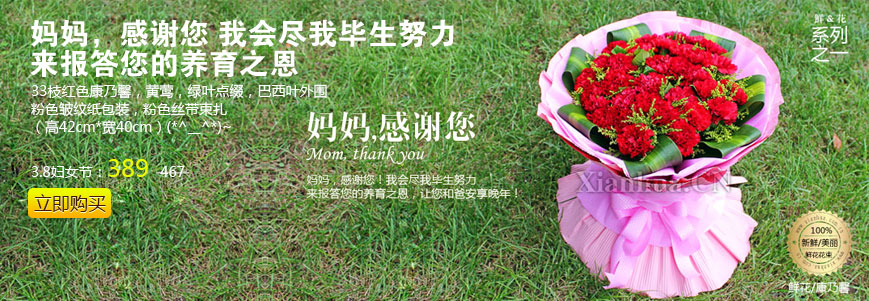 妈妈，感谢您 我会尽我毕生努力
来报答您的养育之恩
33枝红色康乃馨，黄莺，绿叶点缀，巴西叶外围
粉色皱纹纸包装，粉色丝带束扎
（高42cm*宽40cm）(*^__^*)~
3.8妇女节：389 467
立即购买
妈妈,感谢您
Mom, thank you
妈妈，感谢您！我会尽我毕生努力
来报答您的养育之恩，让您和爸安享晚年！
鲜&花
系列
之一
100%
新鲜/美丽
鲜花花束
鲜花/康乃馨